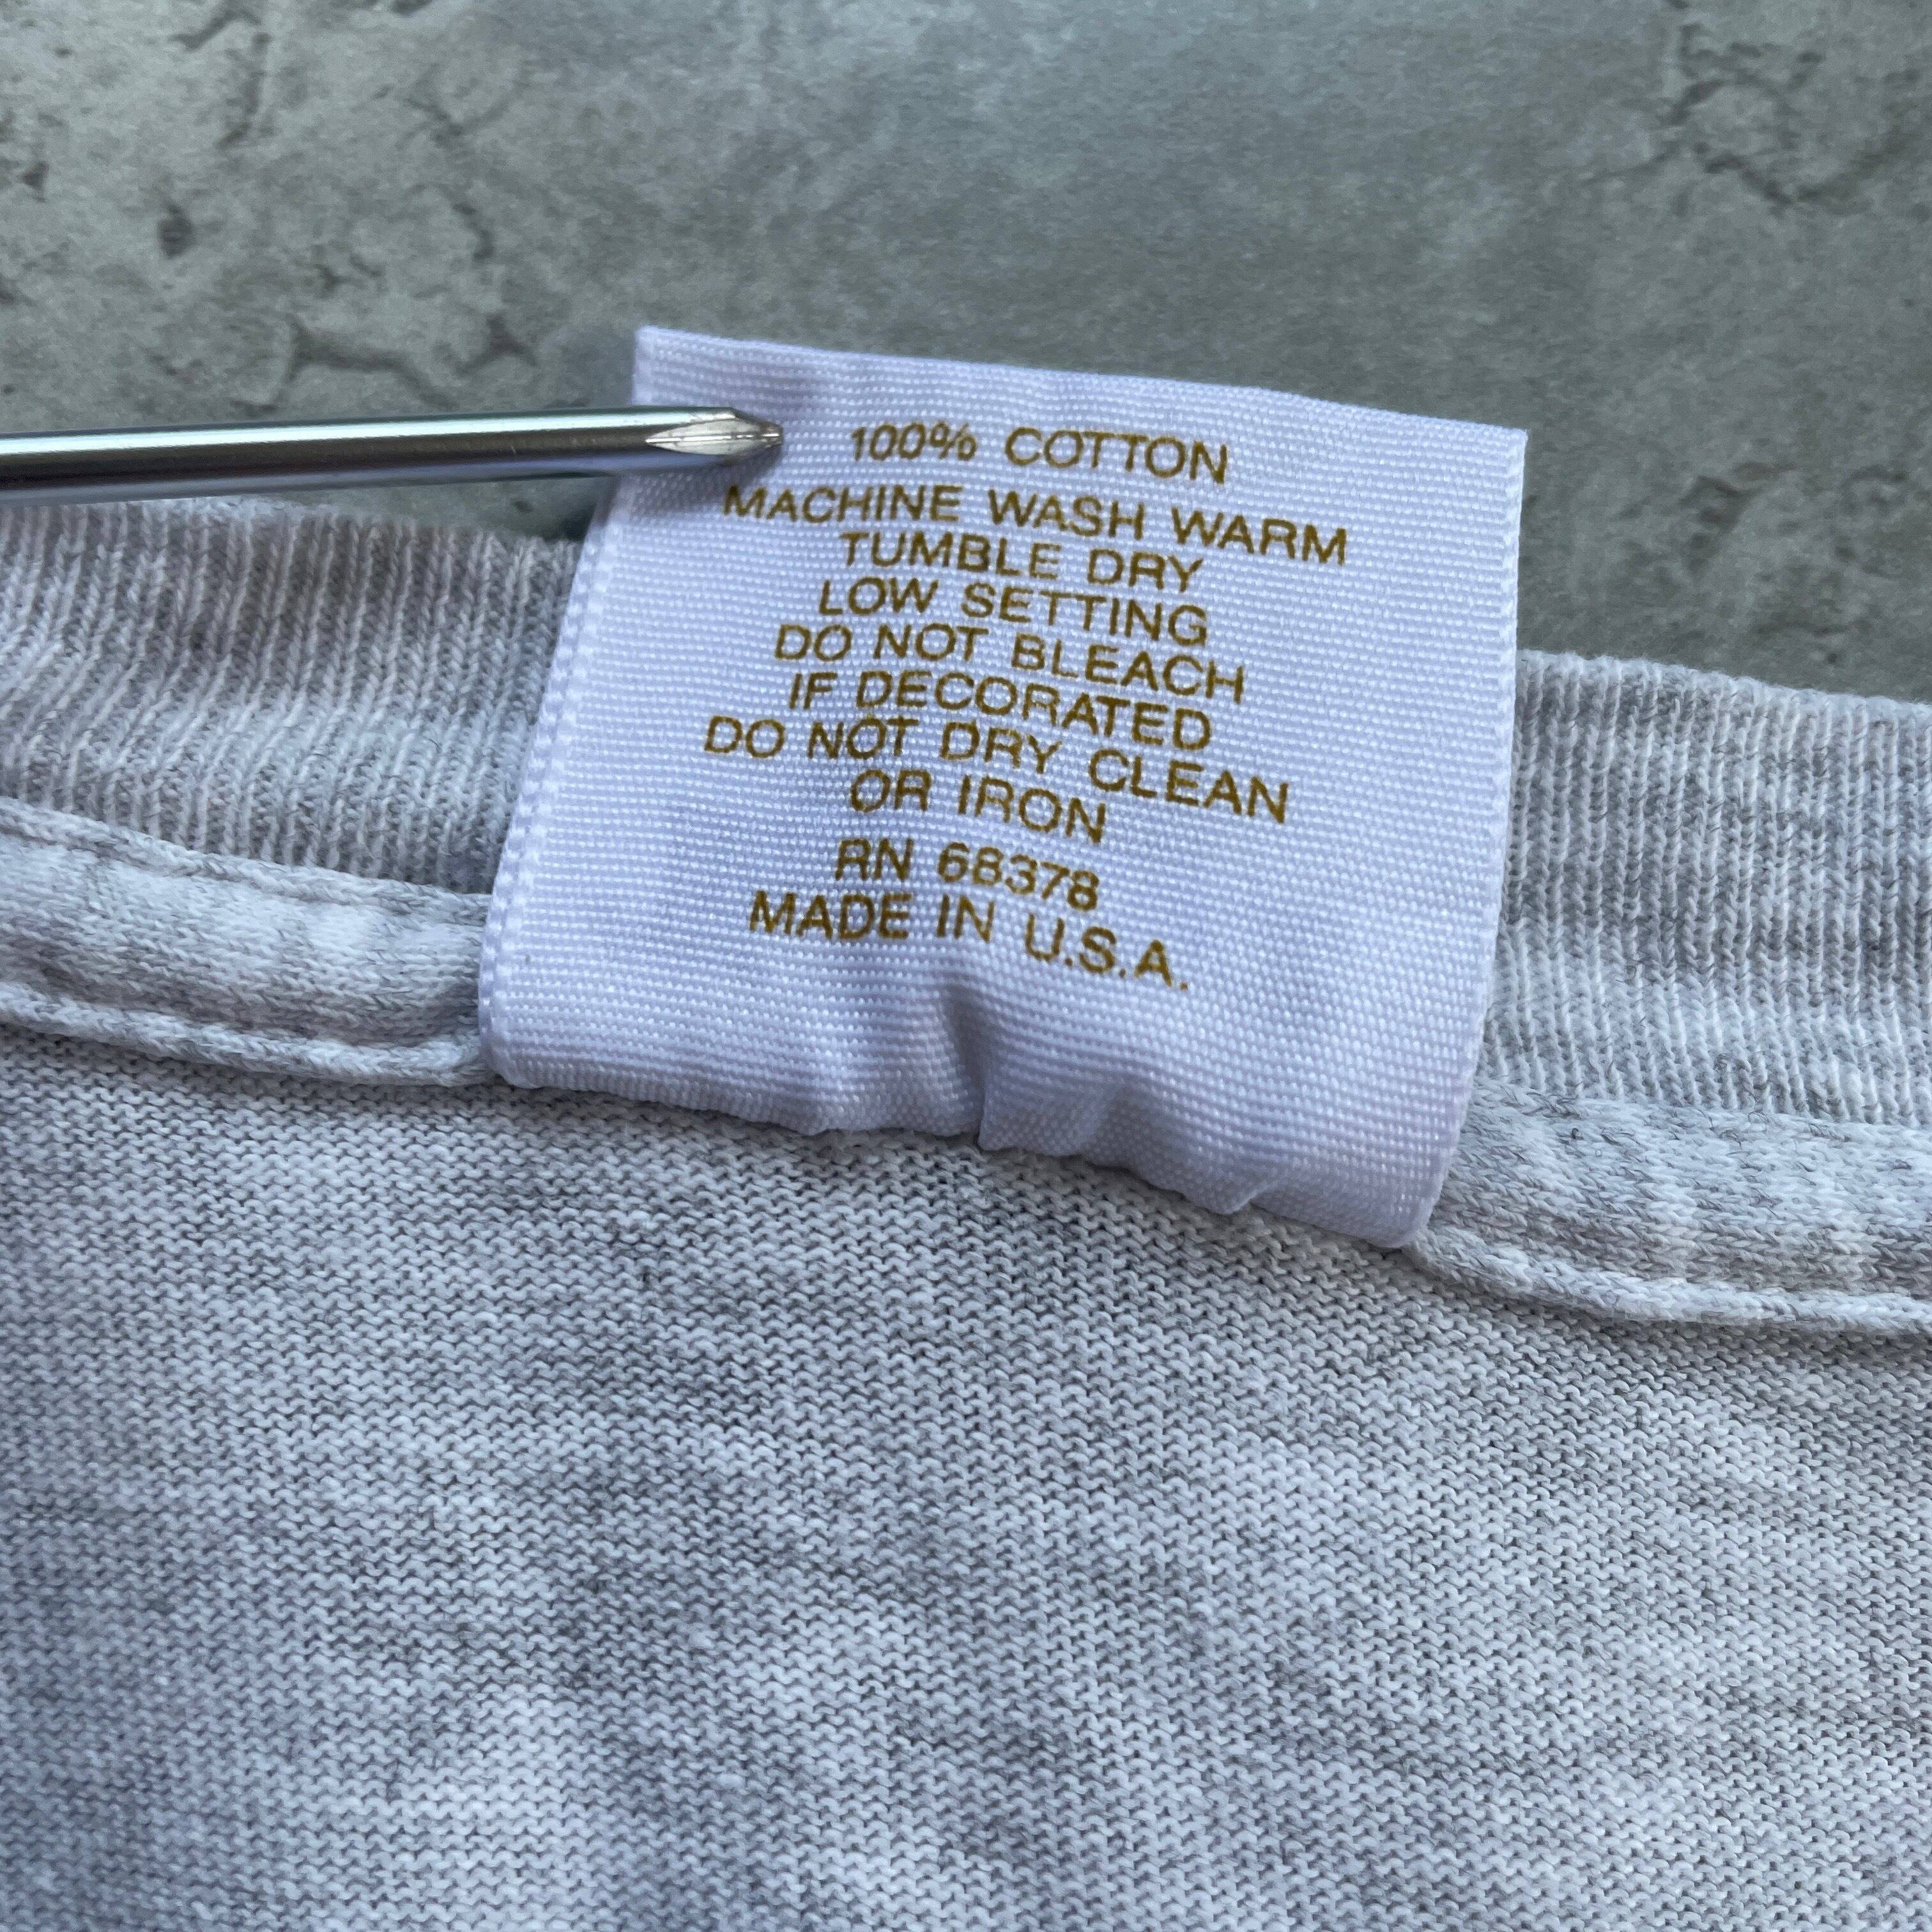 100% COTTON
MACHINE WASH WARM
TUMBLE DRY
LOW SETTING
DO NOT BLEACH
IF DECORATED
DO NOT DRY CLEAN
OR IRON
RN 68378
MADE IN U.S.A.